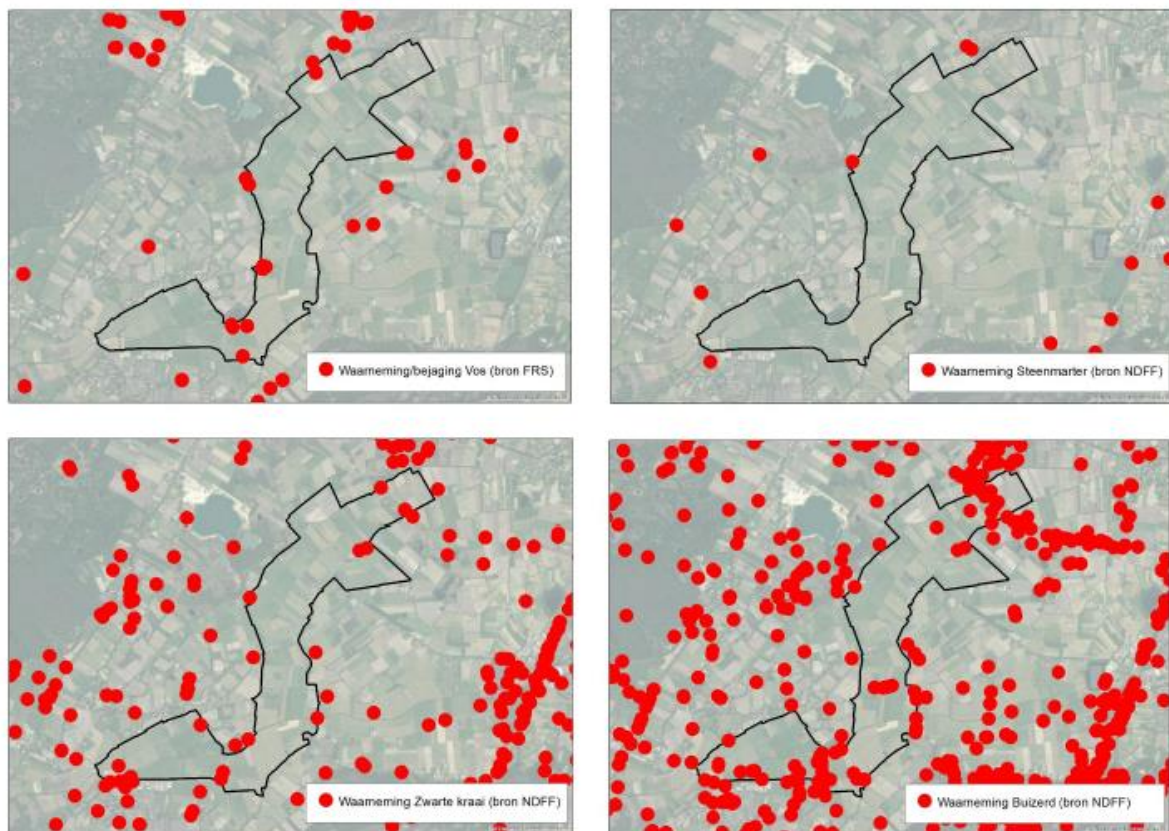 Waarneming/bejaging Vos (bron FRS)
Waarneming Steenmarter (bron NDFF)
Waarneming Zwarte kraai (bron NDFF)
Waarneming Buizerd (bron NDFF)